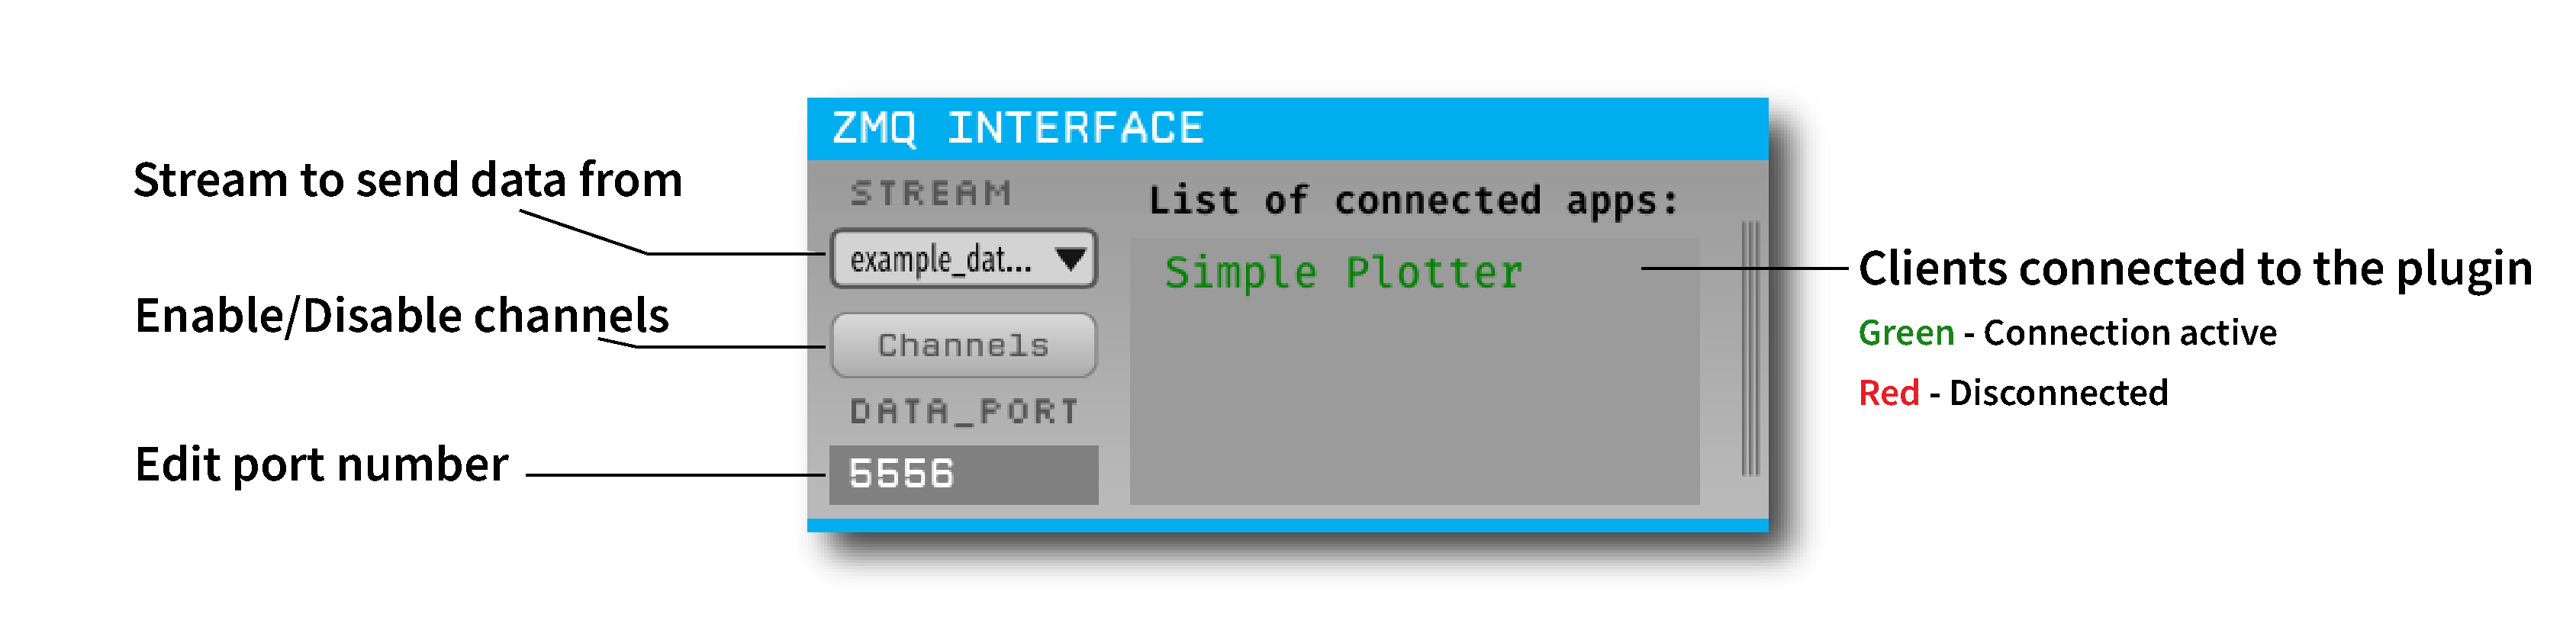 ZMQ INTERFACE
Stream to send data from
STREAM
example_dat...
Enable/Disable channels
Channels
DATA_PORT
Edit port number
5556
List of connected apps:
Simple Plotter
Clients connected to the plugin
Green - Connection active
Red - Disconnected